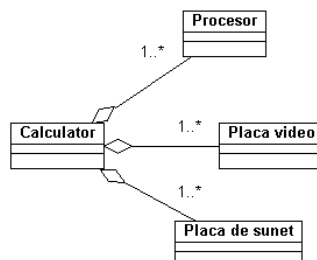 Procesor
1..*
Calculator
1..*
Placa video
1..*
Placa de sunet